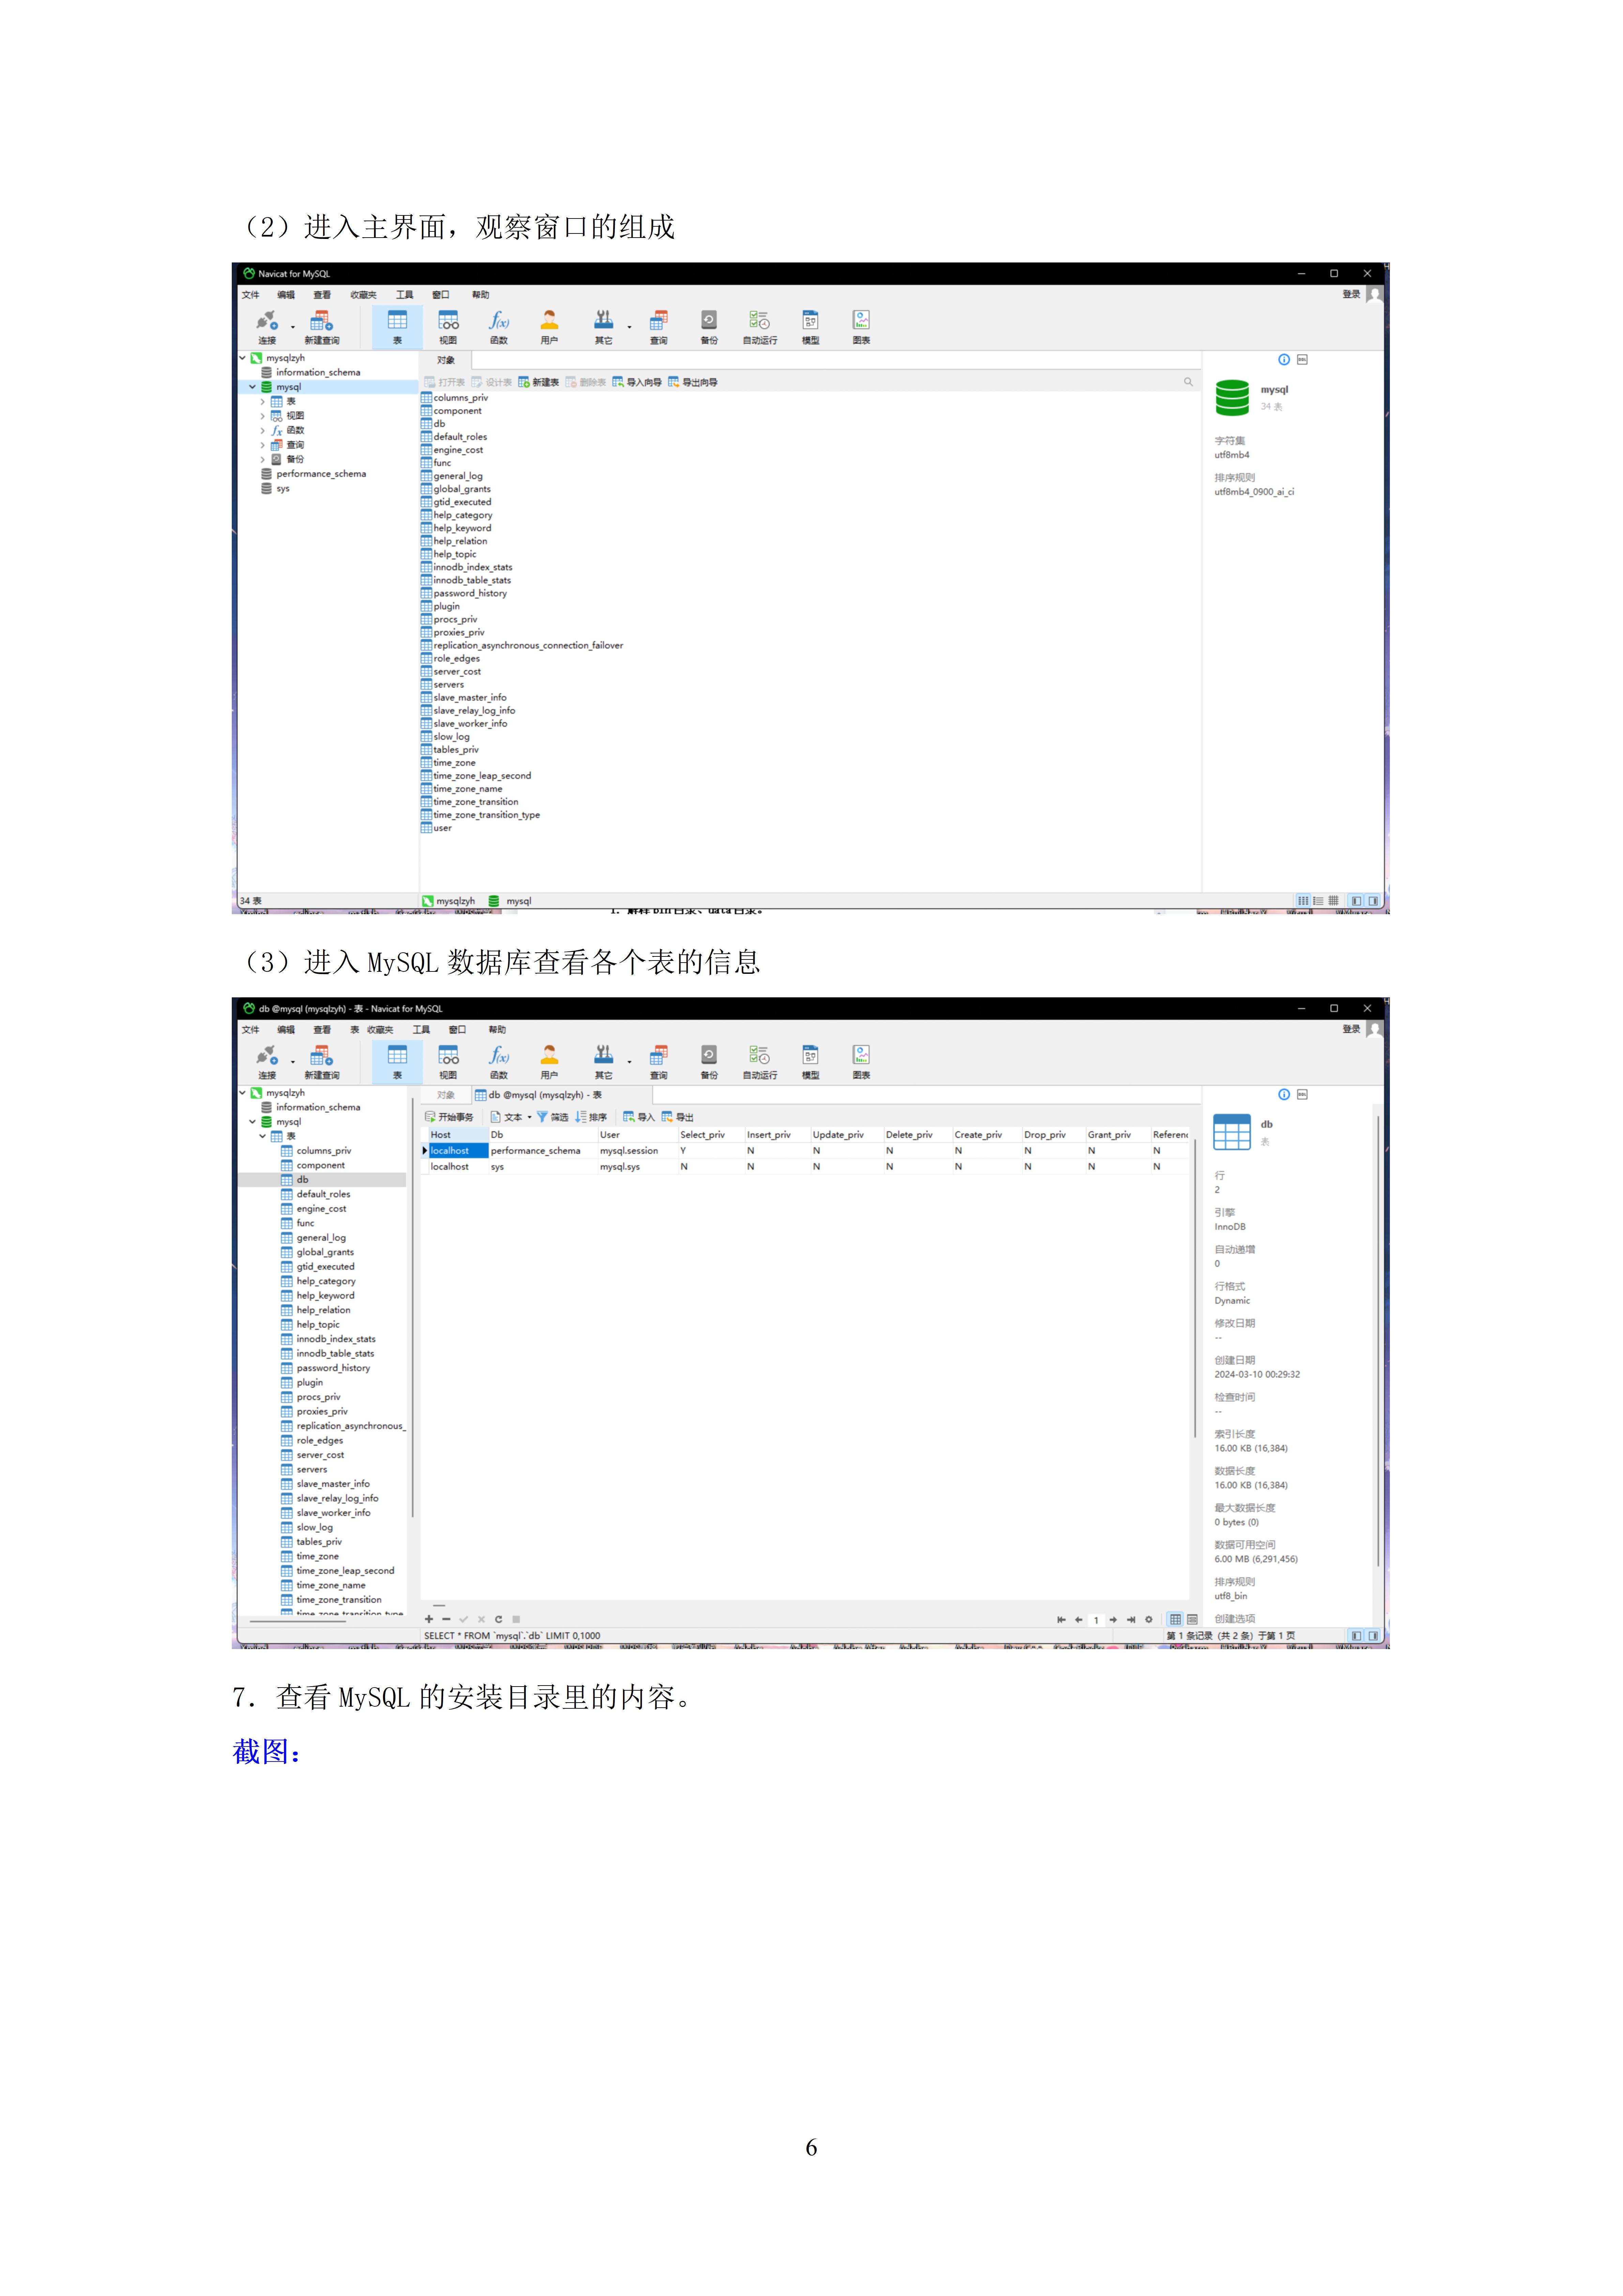 （2）进入主界面，观察窗口的组成
Navicat for MySQL
文件 编辑 查看 收藏夹 工具 窗口 帮助 登录
连接 新建查询 表 视图 函数 用户 其它 查询 备份 自动运行 模型 图表
mysqlzyh
information_schema
mysql
表
视图
函数
查询
备份
performance_schema
sys
对象
打开表 设计表 新建表 删除表 导入向导 导出向导
columns_priv
component
db
default_roles
engine_cost
func
general_log
global_grants
gtid_executed
help_category
help_keyword
help_relation
help_topic
innodb_index_stats
innodb_table_stats
password_history
plugin
procs_priv
proxies_priv
replication_asynchronous_connection_failover
role_edges
server_cost
servers
slave_master_info
slave_relay_log_info
slave_worker_info
slow_log
tables_priv
time_zone
time_zone_leap_second
time_zone_name
time_zone_transition
time_zone_transition_type
user
mysql
34 表
字符集
utf8mb4
排序规则
utf8mb4_0900_ai_ci
34 表 mysqlzyh mysql
（3）进入 MySQL 数据库查看各个表的信息
db @mysql (mysqlzyh) - 表 - Navicat for MySQL
文件 编辑 查看 表 收藏夹 工具 窗口 帮助 登录
连接 新建查询 表 视图 函数 用户 其它 查询 备份 自动运行 模型 图表
mysqlzyh
information_schema
mysql
表
columns_priv
component
db
default_roles
engine_cost
func
general_log
global_grants
gtid_executed
help_category
help_keyword
help_relation
help_topic
innodb_index_stats
innodb_table_stats
password_history
plugin
procs_priv
proxies_priv
replication_asynchronous_
role_edges
server_cost
servers
slave_master_info
slave_relay_log_info
slave_worker_info
slow_log
tables_priv
time_zone
time_zone_leap_second
time_zone_name
time_zone_transition
time_zone_transition_type
对象 db @mysql (mysqlzyh) - 表
开始事务 文本 筛选 排序 导入 导出
Host Db User Select_priv Insert_priv Update_priv Delete_priv Create_priv Drop_priv Grant_priv Referenc
localhost performance_schema mysql.session Y N N N N N N N
localhost sys mysql.sys N N N N N N N N
db
表
行
2
引擎
InnoDB
自动递增
0
行格式
Dynamic
修改日期
--
创建日期
2024-03-10 00:29:32
检查时间
--
索引长度
16.00 KB (16,384)
数据长度
16.00 KB (16,384)
最大数据长度
0 bytes (0)
数据可用空间
6.00 MB (6,291,456)
排序规则
utf8_bin
创建选项
1
SELECT * FROM `mysql`.`db` LIMIT 0,1000 第 1 条记录 (共 2 条) 于第 1 页
7．查看 MySQL 的安装目录里的内容。
截图：
6